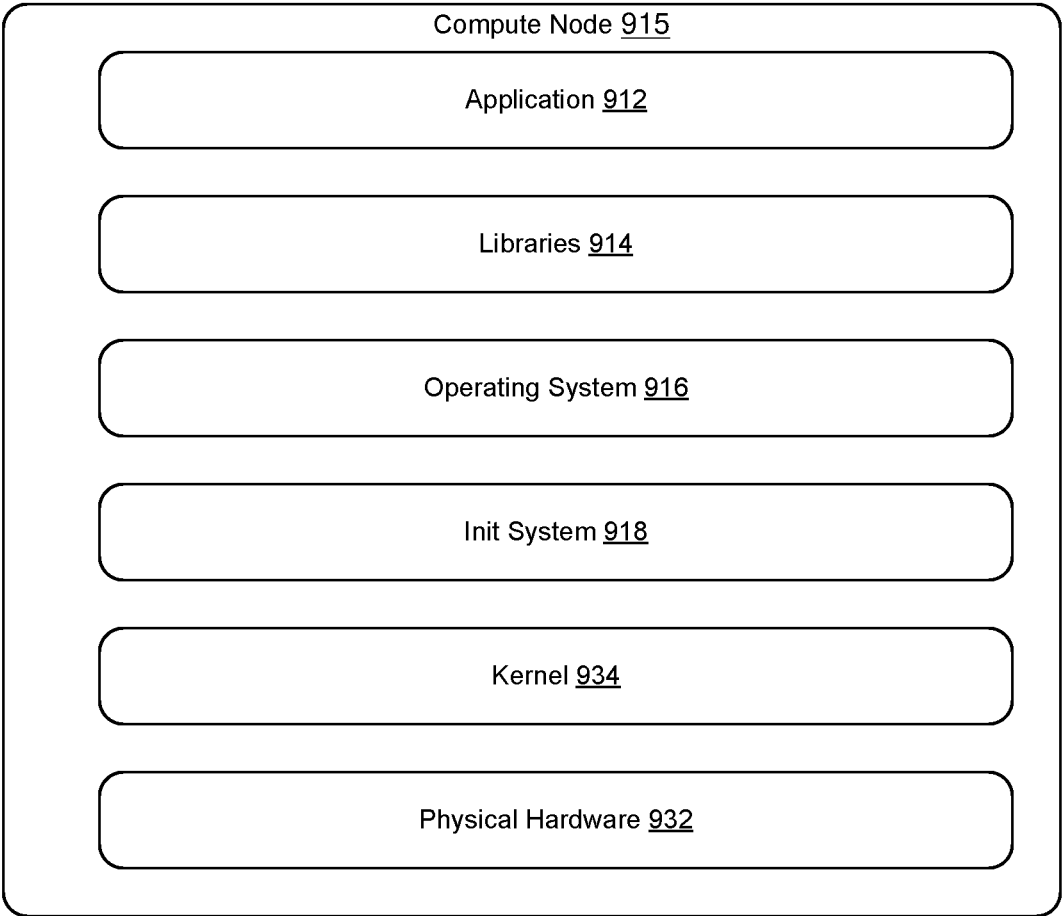 Compute Node 915
Application 912
Libraries 914
Operating System 916
Init System 918
Kernel 934
Physical Hardware 932